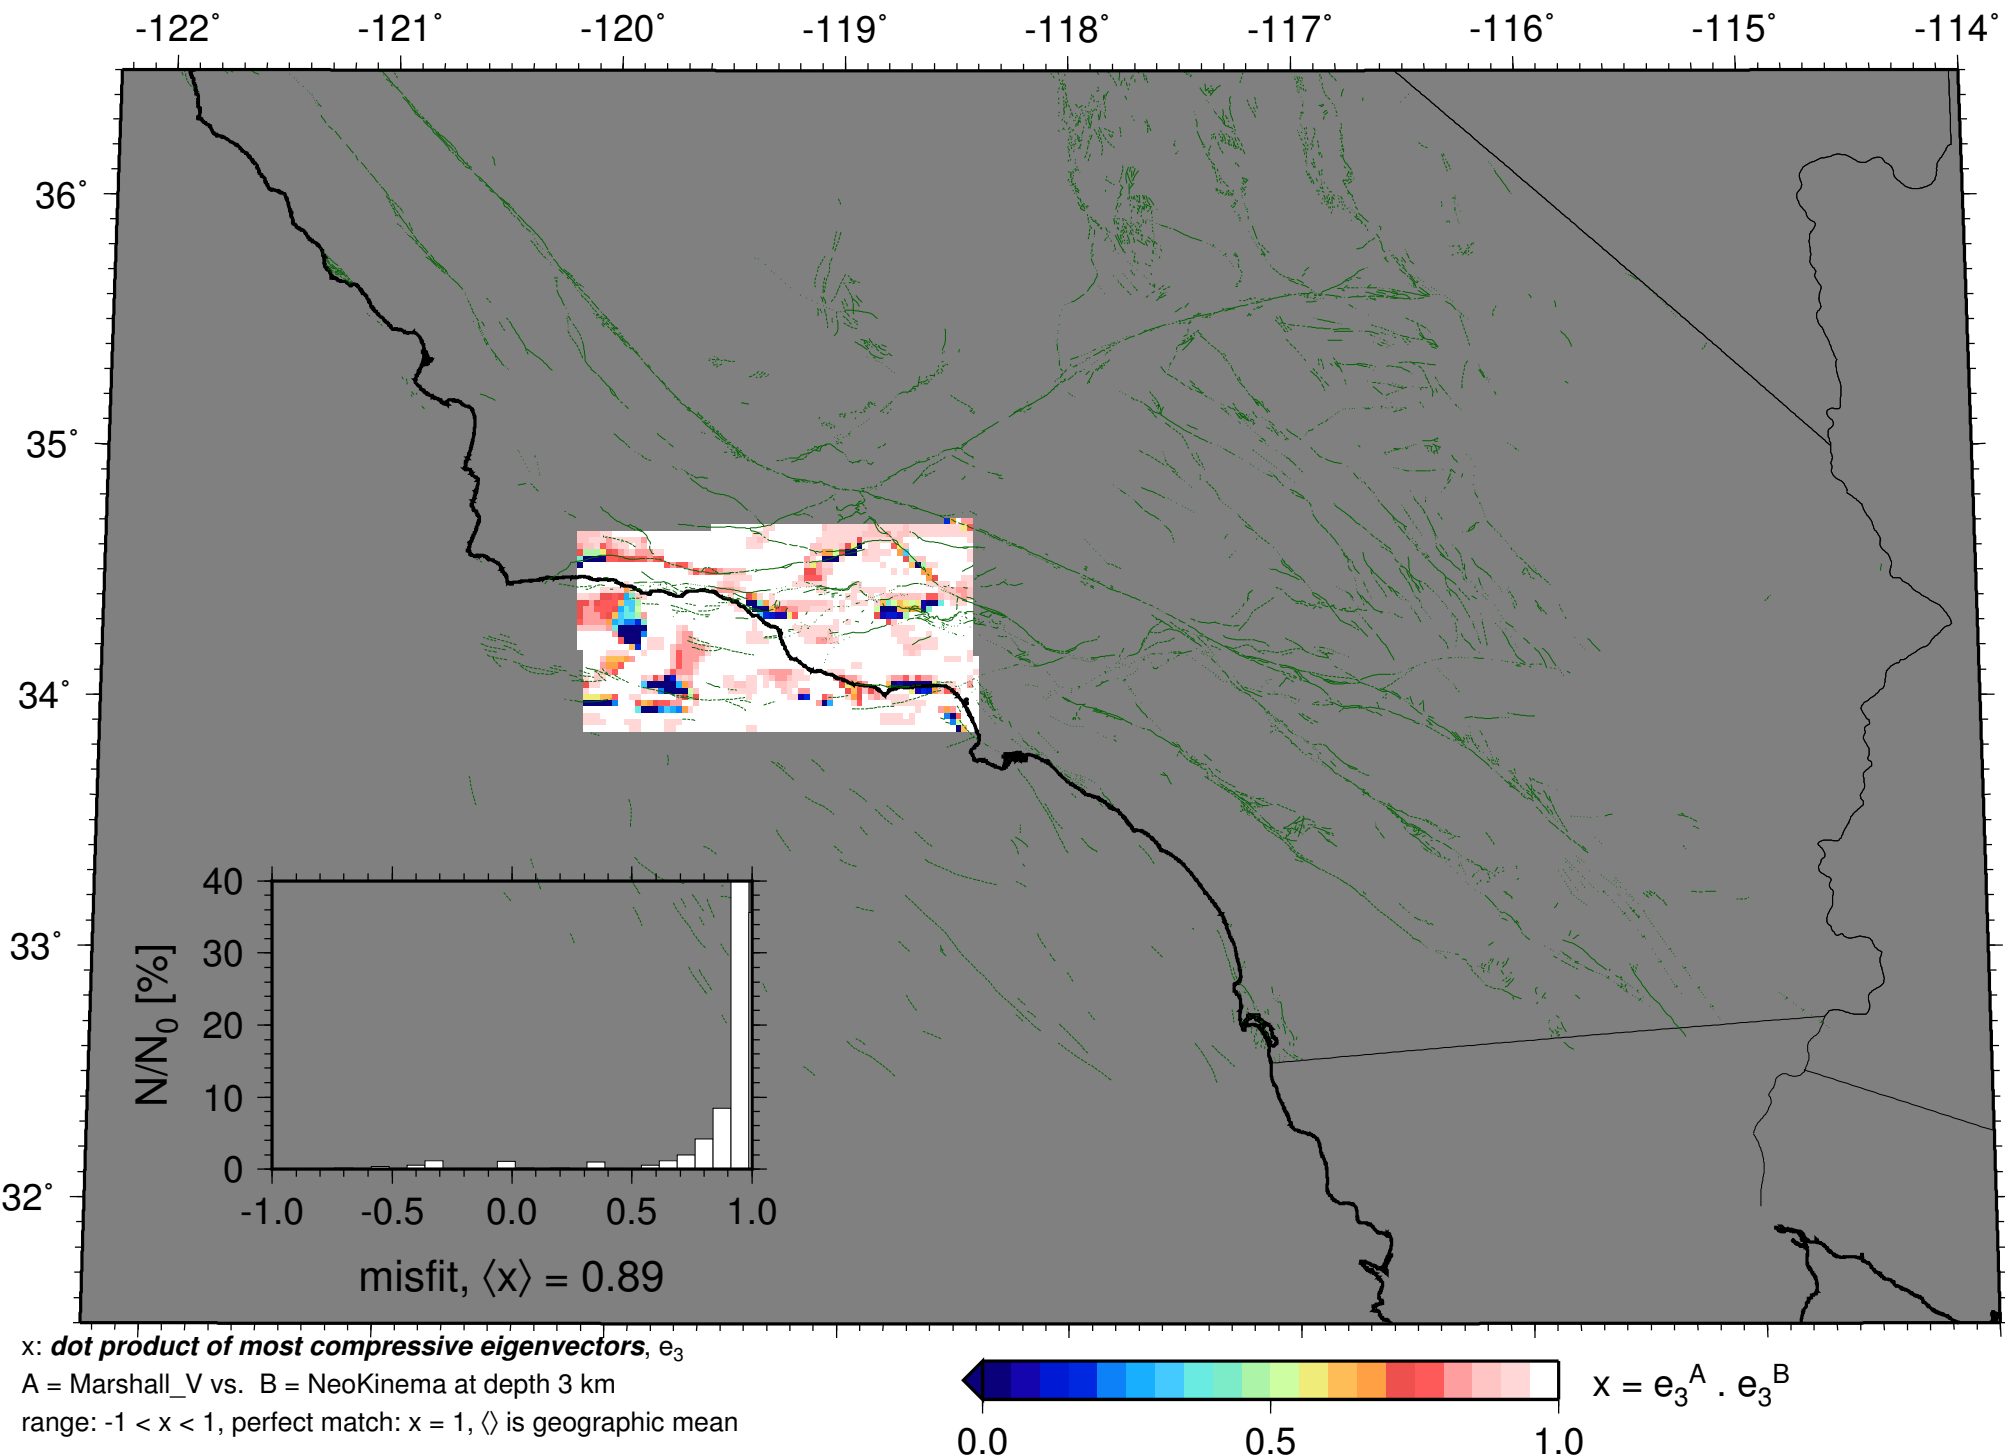 -122° -121° -120° -119° -118° -117° -116° -115° -114°
36°
35°
34°
33°
32°
40
30
20
10
0
N/N₀ [%]
-1.0 -0.5 0.0 0.5 1.0
misfit, ⟨x⟩ = 0.89
x: dot product of most compressive eigenvectors, e₃
A = Marshall_V vs. B = NeoKinema at depth 3 km
range: -1 < x < 1, perfect match: x = 1, ⟨⟩ is geographic mean
0.0 0.5 1.0
x = e₃ᴬ . e₃ᴮ